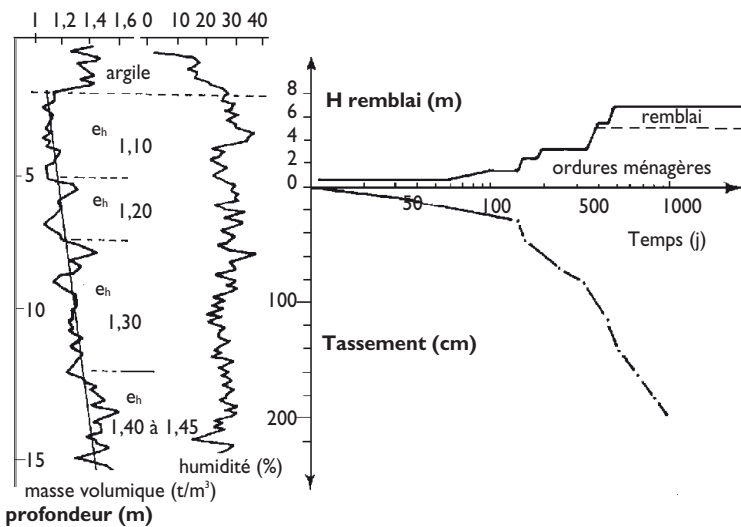 1 1,2 1,4 1,6 0 10 20 30 40
argile
eh
1,10
5
eh
1,20
eh
1,30
10
eh
1,40 à 1,45
15
humidité (%)
masse volumique (t/m³)
profondeur (m)
8
H remblai (m)
6
remblai
4
2
ordures ménagères
0
50 100 500 1000
Temps (j)
100
Tassement (cm)
200